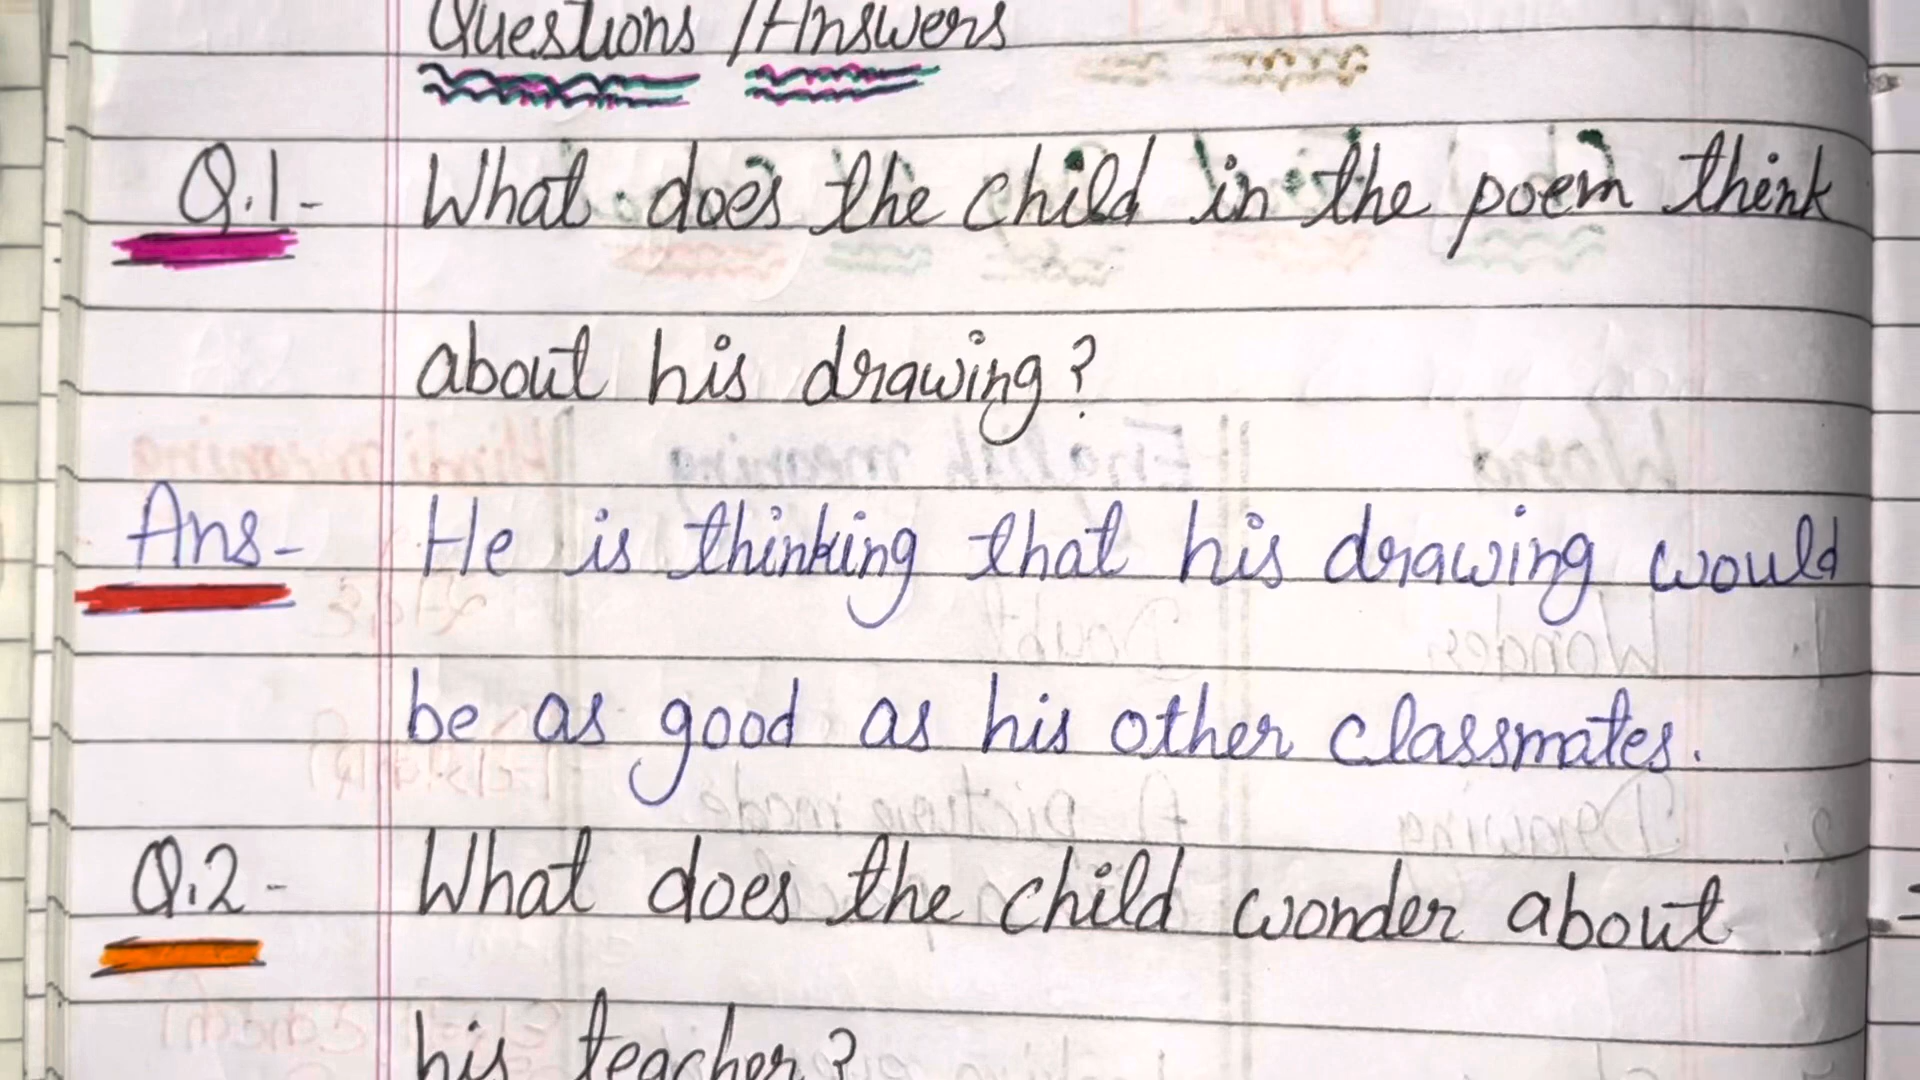 Questions / Answers
Q.1- What does the child in the poem think
about his drawing?
Ans- He is thinking that his drawing would
be as good as his other classmates.
Q.2- What does the child wonder about
his teacher?